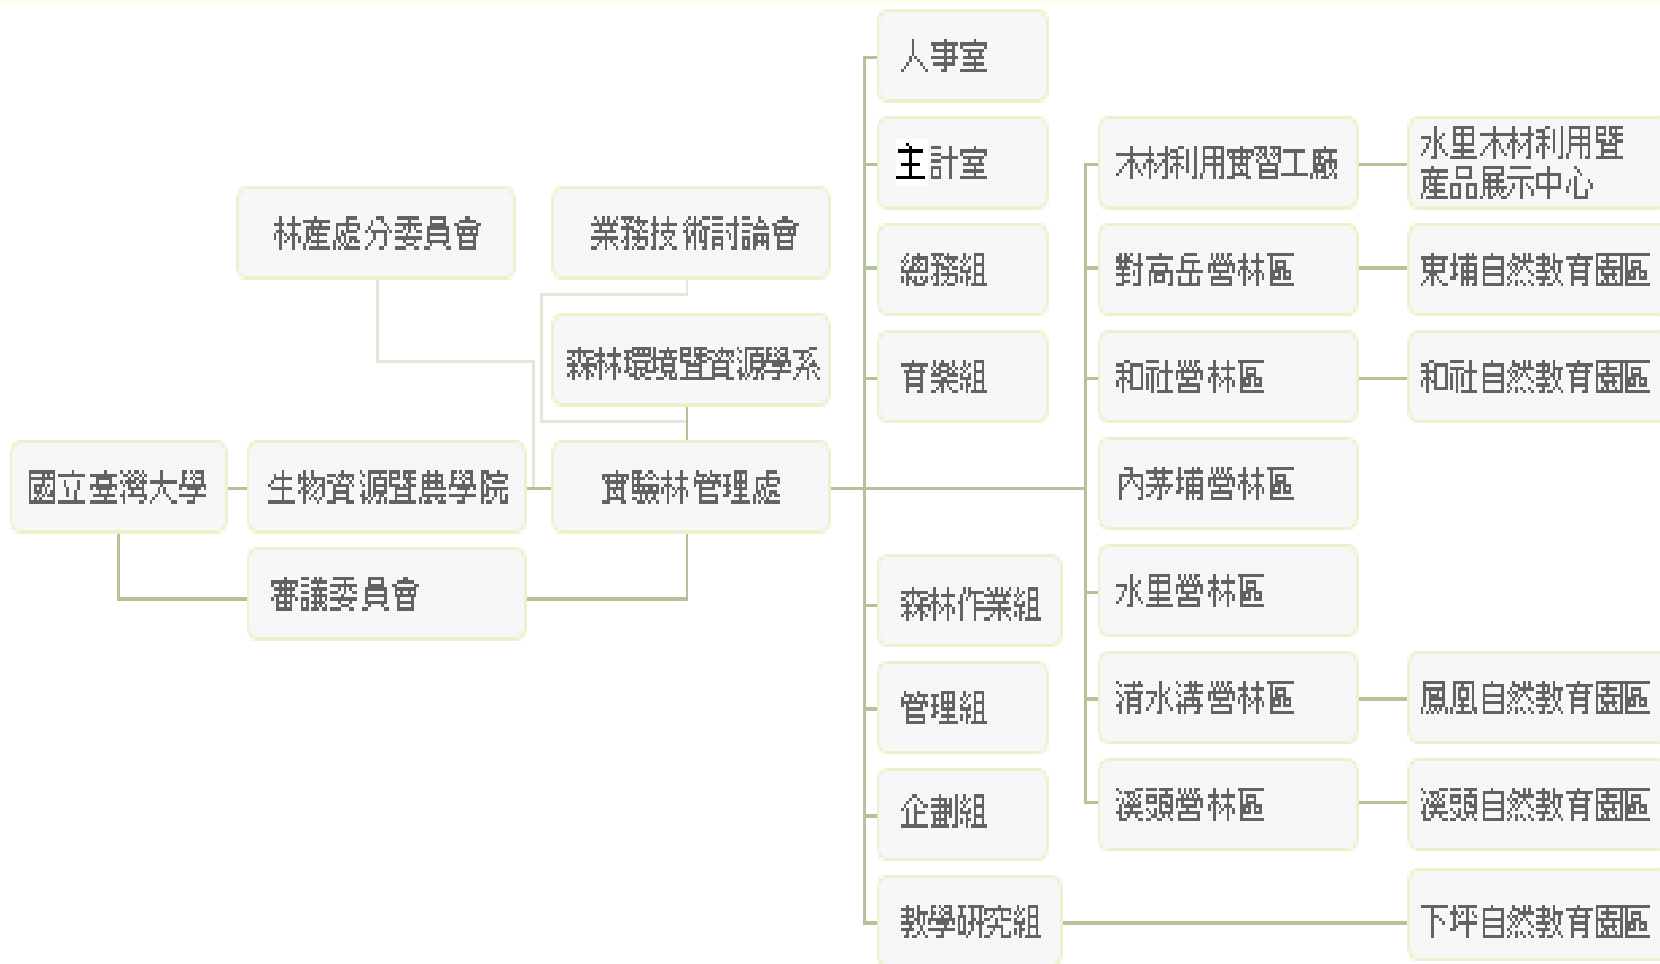 人事室
主計室
總務組
育樂組
林產處分委員會
業務技術討論會
森林環境暨資源學系
國立臺灣大學
生物資源暨農學院
實驗林管理處
審議委員會
森林作業組
管理組
企劃組
教學研究組
木材利用實習工廠
對高岳營林區
和社營林區
內茅埔營林區
水里營林區
清水溝營林區
溪頭營林區
水里木材利用暨
產品展示中心
東埔自然教育園區
和社自然教育園區
鳳凰自然教育園區
溪頭自然教育園區
下坪自然教育園區